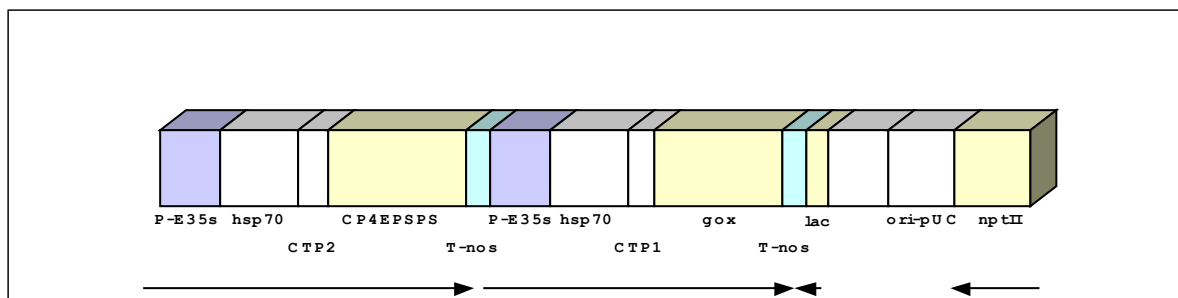 P-E35s hsp70 CP4EPSPS P-E35s hsp70 gox lac ori-pUC nptII
CTP2 T-nos CTP1 T-nos